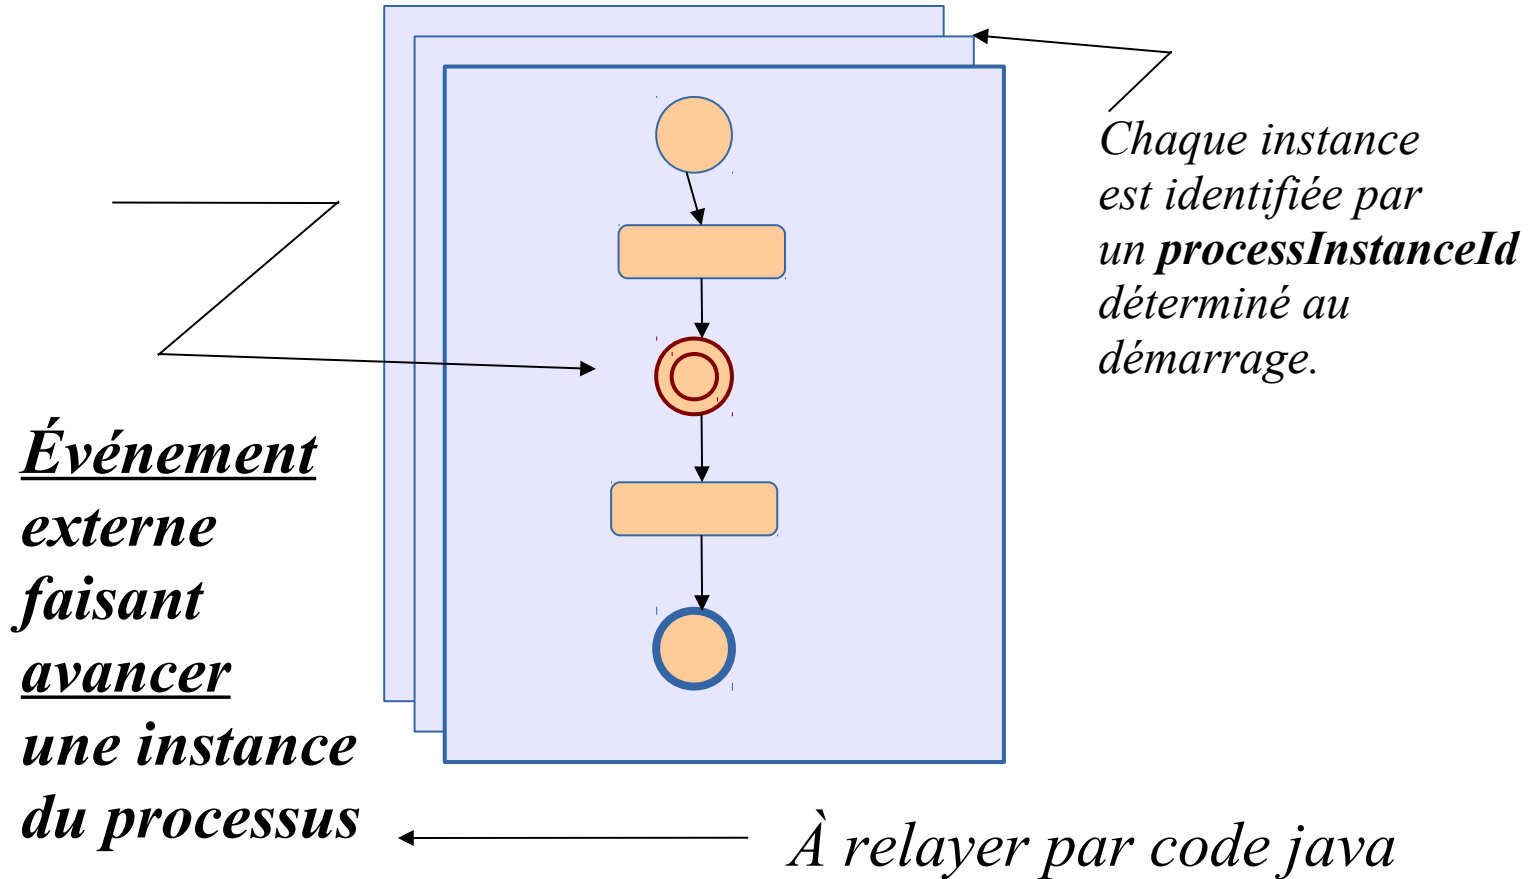 Chaque instance
est identifiée par
un processInstanceId
déterminé au
démarrage.
Événement
externe
faisant
avancer
une instance
du processus
À relayer par code java